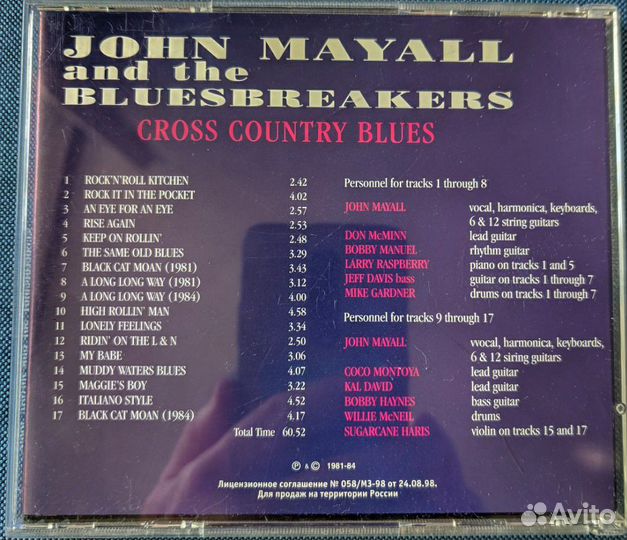 JOHN MAYALL
and the
BLUESBREAKERS
CROSS COUNTRY BLUES
1 ROCK'N'ROLL KITCHEN 2.42
2 ROCK IT IN THE POCKET 4.02
3 AN EYE FOR AN EYE 2.57
4 RISE AGAIN 2.53
5 KEEP ON ROLLIN' 2.48
6 THE SAME OLD BLUES 3.29
7 BLACK CAT MOAN (1981) 3.43
8 A LONG LONG WAY (1981) 3.12
9 A LONG LONG WAY (1984) 4.00
10 HIGH ROLLIN' MAN 4.58
11 LONELY FEELINGS 3.34
12 RIDIN' ON THE L & N 2.50
13 MY BABE 3.06
14 MUDDY WATERS BLUES 4.07
15 MAGGIE'S BOY 3.22
16 ITALIANO STYLE 4.52
17 BLACK CAT MOAN (1984) 4.17
Total Time 60.52
Personnel for tracks 1 through 8
JOHN MAYALL vocal, harmonica, keyboards,
6 & 12 string guitars
DON McMINN lead guitar
BOBBY MANUEL rhythm guitar
LARRY RASPBERRY piano on tracks 1 and 5
JEFF DAVIS bass guitar on tracks 1 through 7
MIKE GARDNER drums on tracks 1 through 7
Personnel for tracks 9 through 17
JOHN MAYALL vvocal, harmonica, keyboards,
6 & 12 string guitars
COCO MONTOYA lead guitar
KAL DAVID lead guitar
BOBBY HAYNES bass guitar
WILLIE McNEIL drums
SUGARCANE HARIS violin on tracks 15 and 17
℗ & © 1981-84
Лицензионное соглашение № 058/МЗ-98 от 24.08.98.
Для продаж на территории России
Avito